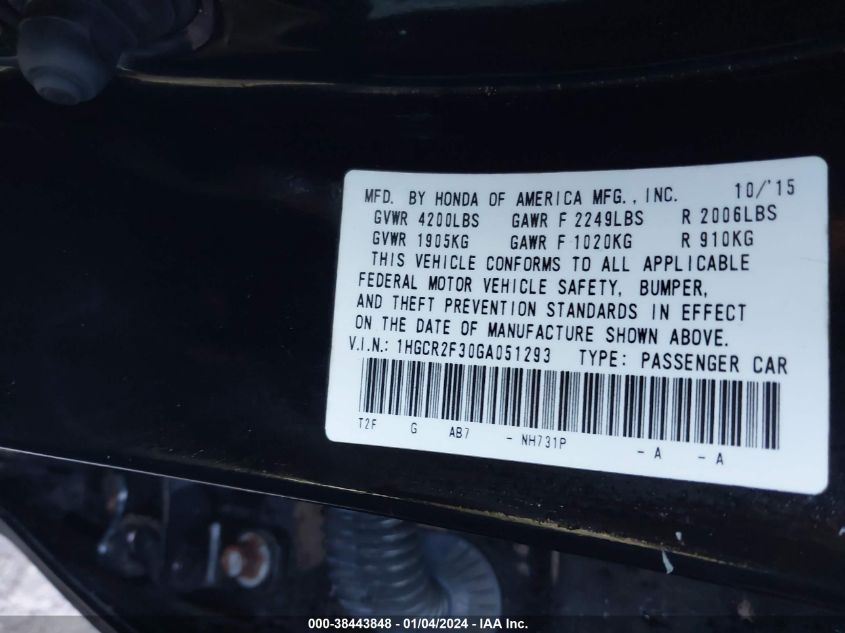 MFD. BY HONDA OF AMERICA MFG., INC. 10/'15
GVWR 4200LBS GAWR F 2249LBS R 2006LBS
GVWR 1905KG GAWR F 1020KG R 910KG
THIS VEHICLE CONFORMS TO ALL APPLICABLE
FEDERAL MOTOR VEHICLE SAFETY, BUMPER,
AND THEFT PREVENTION STANDARDS IN EFFECT
ON THE DATE OF MANUFACTURE SHOWN ABOVE.
V.I.N.: 1HGCR2F30GA051293 TYPE: PASSENGER CAR
T2F G AB7 - NH731P - A - A
000-38443848 - 01/04/2024 - IAA Inc.